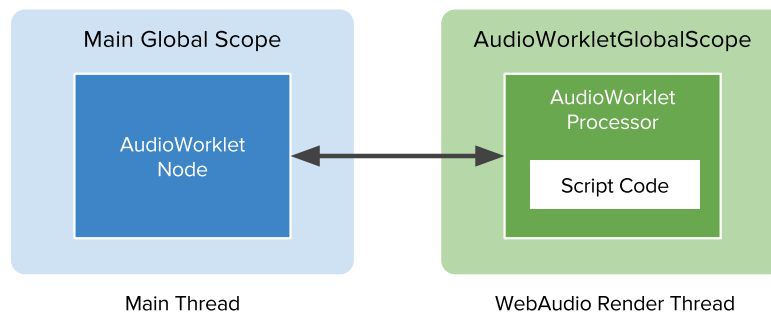 Main Global Scope
AudioWorklet
Node
Main Thread
AudioWorkletGlobalScope
AudioWorklet
Processor
Script Code
WebAudio Render Thread